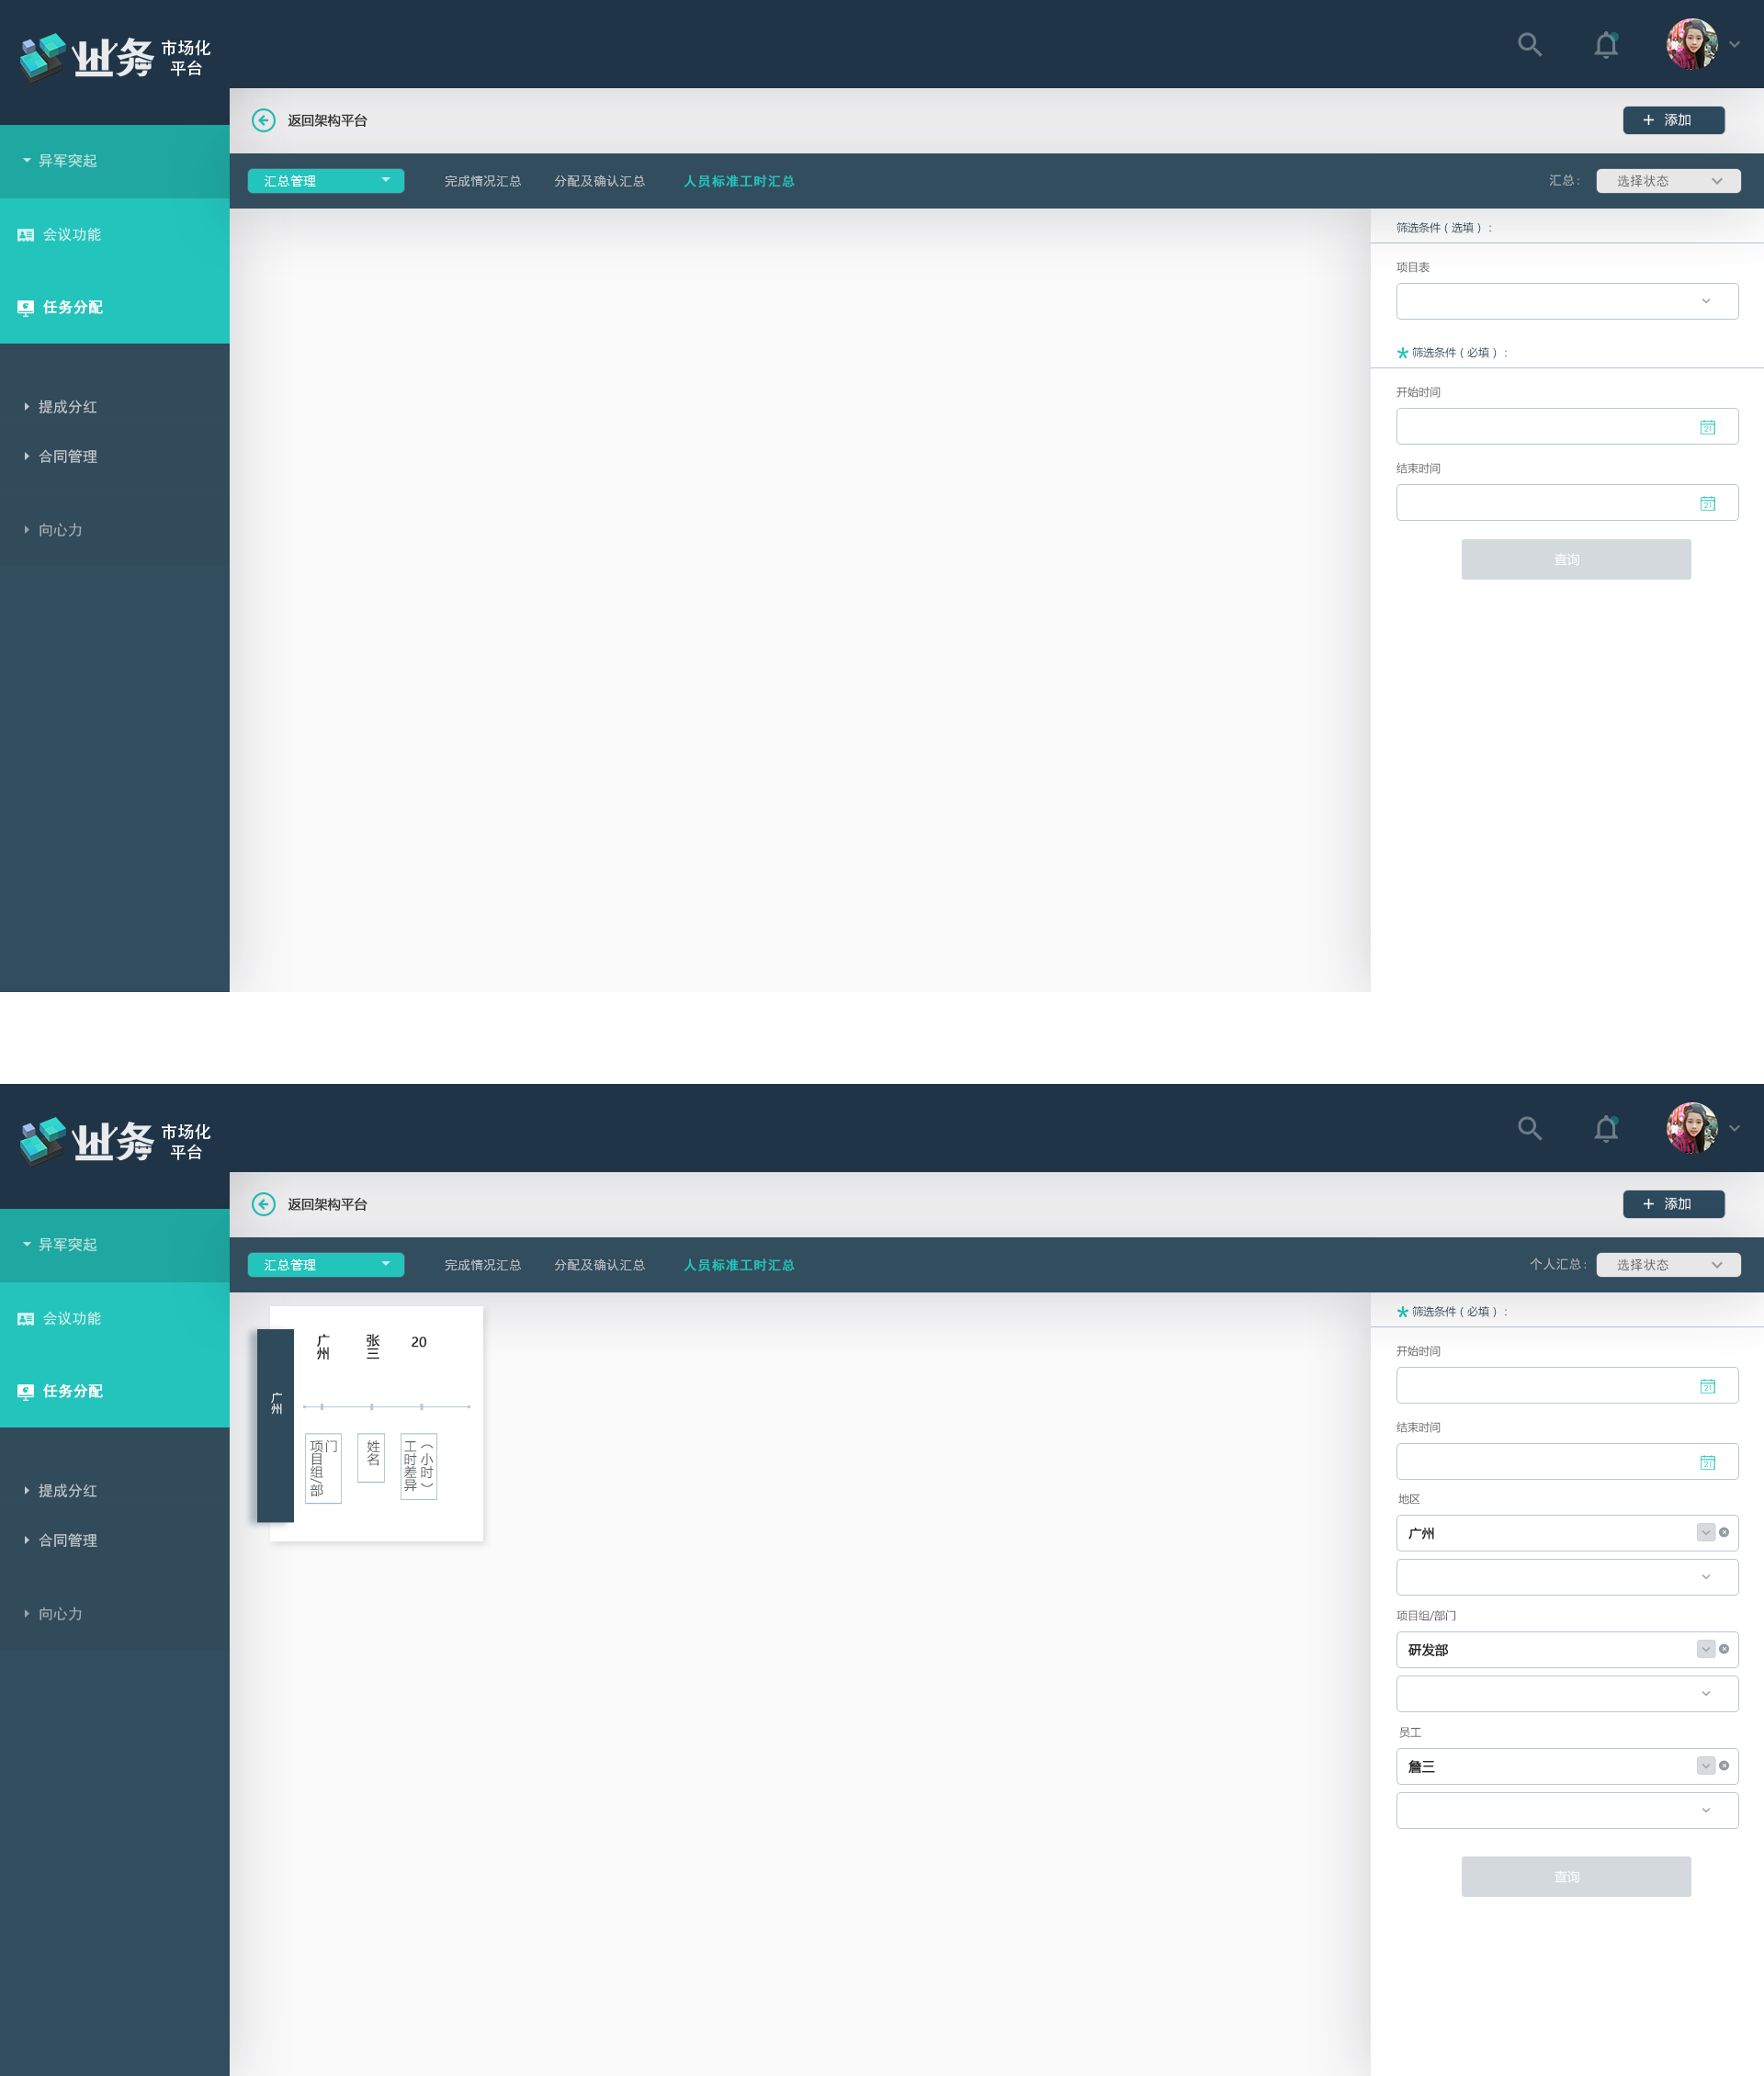 业务 市场化
平台
返回架构平台
添加
异军突起
汇总管理 完成情况汇总 分配及确认汇总 人员标准工时汇总 汇总: 选择状态
会议功能
任务分配
提成分红
合同管理
向心力
筛选条件 ( 选填 ) :
项目表
筛选条件 ( 必填 ) :
开始时间
21
结束时间
21
查询
业务 市场化
平台
返回架构平台
添加
异军突起
汇总管理 完成情况汇总 分配及确认汇总 人员标准工时汇总 个人汇总: 选择状态
会议功能
任务分配
提成分红
合同管理
向心力
广州
广州 张三 20
项目组/部门 姓名 工时差异(小时)
筛选条件 ( 必填 ) :
开始时间
21
结束时间
21
地区
广州
项目组/部门
研发部
员工
詹三
查询